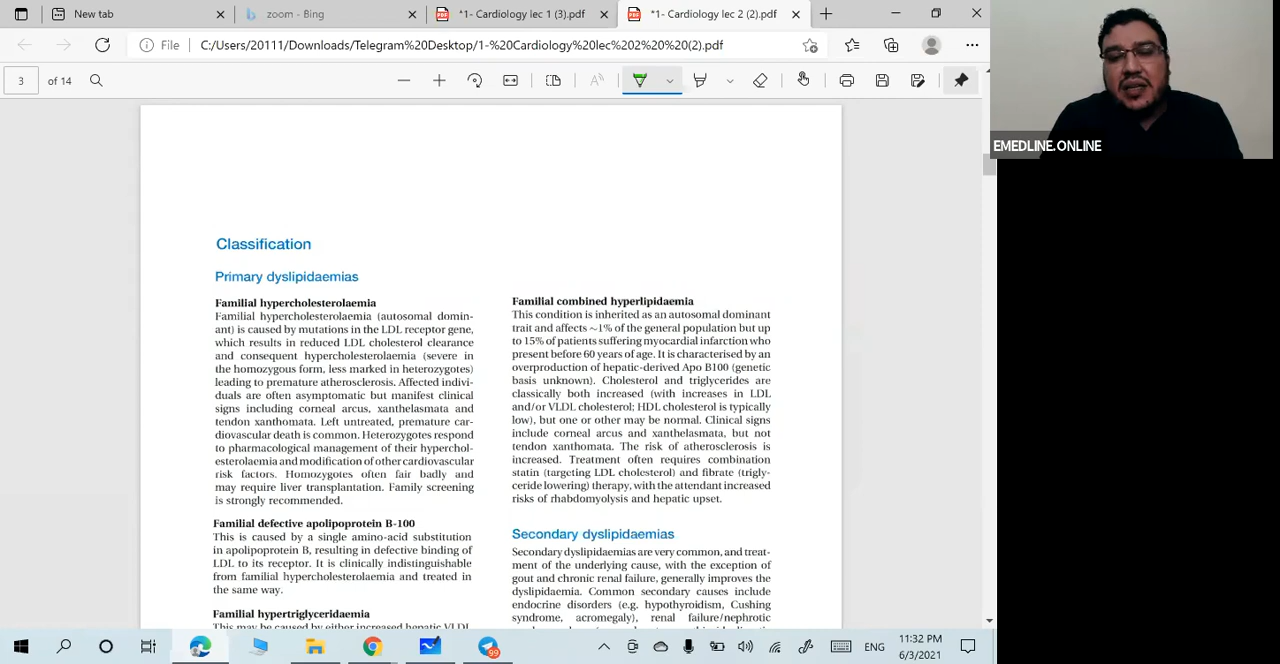 New tab
zoom - Bing
*1- Cardiology lec 1 (3).pdf
*1- Cardiology lec 2 (2).pdf
File
C:/Users/20111/Downloads/Telegram%20Desktop/1-%20Cardiology%20lec%202%20%20(2).pdf
3 of 14
EMEDLINE.ONLINE
Classification
Primary dyslipidaemias
Familial hypercholesterolaemia
Familial hypercholesterolaemia (autosomal domin-
ant) is caused by mutations in the LDL receptor gene,
which results in reduced LDL cholesterol clearance
and consequent hypercholesterolaemia (severe in
the homozygous form, less marked in heterozygotes)
leading to premature atherosclerosis. Affected indivi-
duals are often asymptomatic but manifest clinical
signs including corneal arcus, xanthelasmata and
tendon xanthomata. Left untreated, premature car-
diovascular death is common. Heterozygotes respond
to pharmacological management of their hyperchol-
esterolaemia and modification of other cardiovascular
risk factors. Homozygotes often fair badly and
may require liver transplantation. Family screening
is strongly recommended.
Familial defective apolipoprotein B-100
This is caused by a single amino-acid substitution
in apolipoprotein B, resulting in defective binding of
LDL to its receptor. It is clinically indistinguishable
from familial hypercholesterolaemia and treated in
the same way.
Familial hypertriglyceridaemia
This may be caused by either increased hepatic VLDL
Familial combined hyperlipidaemia
This condition is inherited as an autosomal dominant
trait and affects ~1% of the general population but up
to 15% of patients suffering myocardial infarction who
present before 60 years of age. It is characterised by an
overproduction of hepatic-derived Apo B100 (genetic
basis unknown). Cholesterol and triglycerides are
classically both increased (with increases in LDL
and/or VLDL cholesterol; HDL cholesterol is typically
low), but one or other may be normal. Clinical signs
include corneal arcus and xanthelasmata, but not
tendon xanthomata. The risk of atherosclerosis is
increased. Treatment often requires combination
statin (targeting LDL cholesterol) and fibrate (trigly-
ceride lowering) therapy, with the attendant increased
risks of rhabdomyolysis and hepatic upset.
Secondary dyslipidaemias
Secondary dyslipidaemias are very common, and treat-
ment of the underlying cause, with the exception of
gout and chronic renal failure, generally improves the
dyslipidaemia. Common secondary causes include
endocrine disorders (e.g. hypothyroidism, Cushing
syndrome, acromegaly), renal failure/nephrotic
99
ENG
11:32 PM
6/3/2021